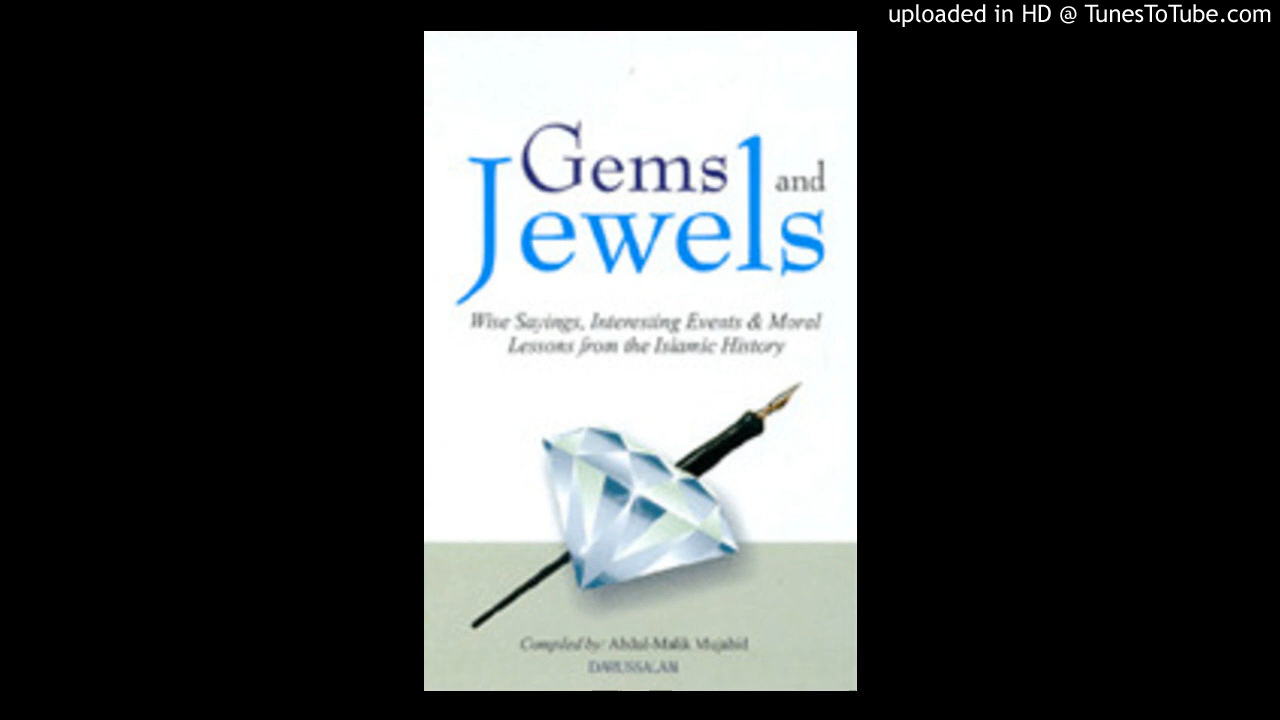 uploaded in HD @ TunesToTube.com
Gems and
Jewels
Wise Sayings, Interesting Events & Moral
Lessons from the Islamic History
Compiled by: Abdul-Malik Mujahid
DARUSSALAM